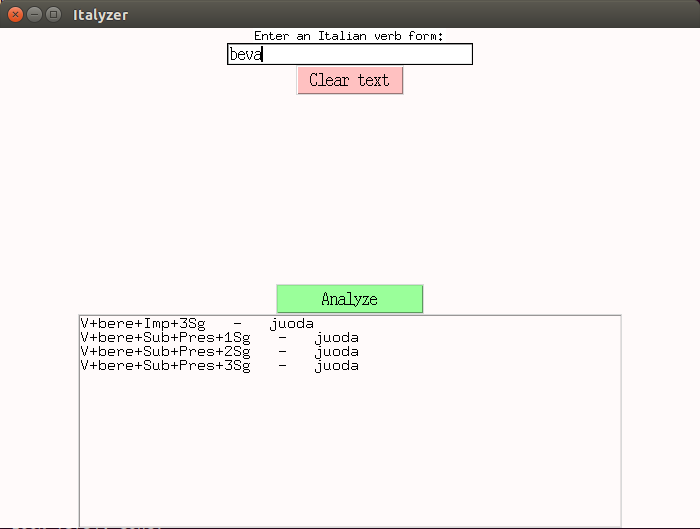 Italyzer
Enter an Italian verb form:
beva
Clear text
Analyze
V+bere+Imp+3Sg - juoda
V+bere+Sub+Pres+1Sg - juoda
V+bere+Sub+Pres+2Sg - juoda
V+bere+Sub+Pres+3Sg - juoda